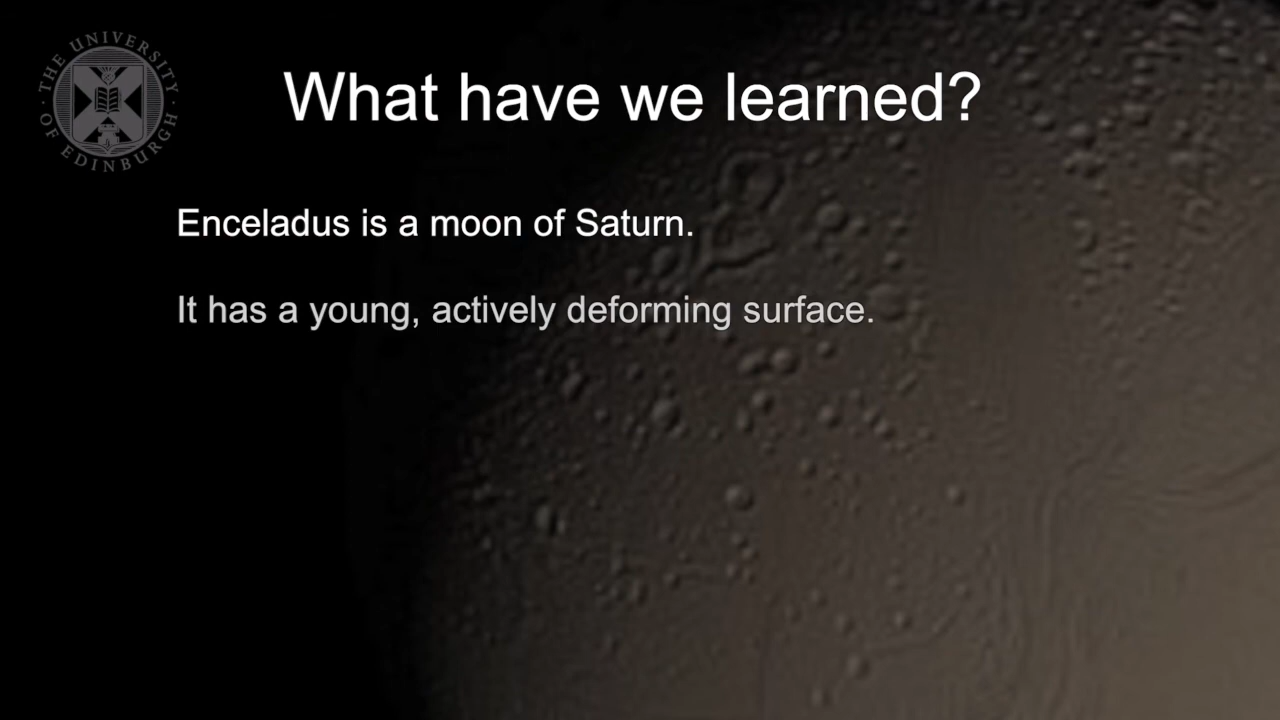 THE UNIVERSITY OF EDINBURGH
What have we learned?
Enceladus is a moon of Saturn.
It has a young, actively deforming surface.